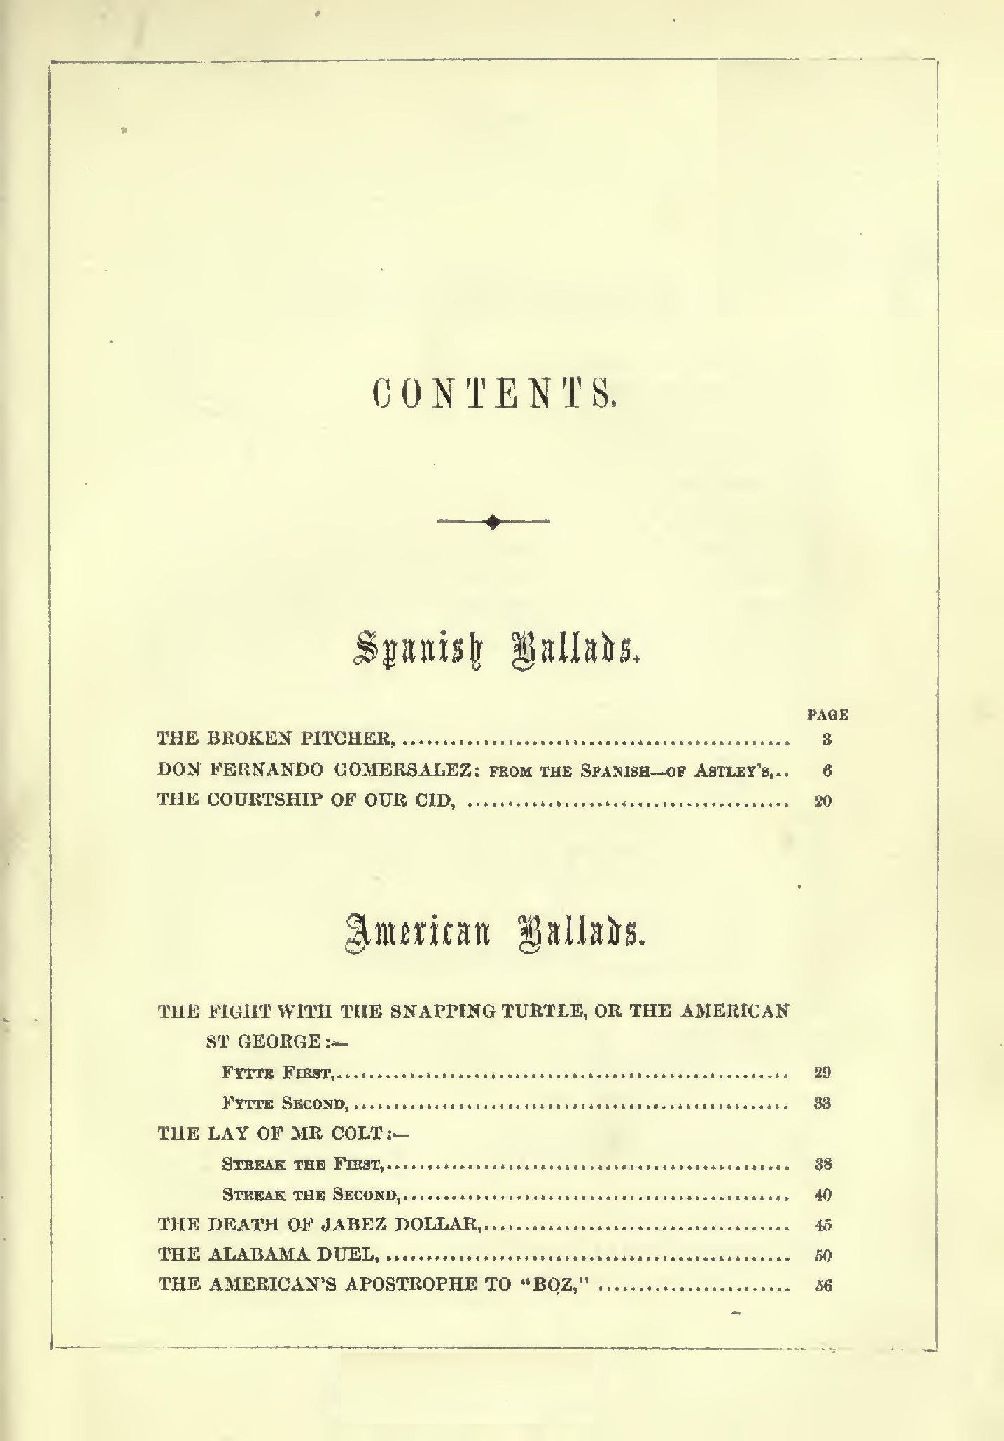 CONTENTS.
Spanish Ballads.
PAGE
THE BROKEN PITCHER, ................................................ 3
DON FERNANDO GOMERSALEZ: FROM THE SPANISH—OF ASTLEY'S,.. 6
THE COURTSHIP OF OUR CID, ........................................ 20
American Ballads.
THE FIGHT WITH THE SNAPPING TURTLE, OR THE AMERICAN
ST GEORGE:—
FYTTE FIRST,........................................................ 29
FYTTE SECOND, ...................................................... 33
THE LAY OF MR COLT:—
STREAK THE FIRST,.................................................. 38
STREAK THE SECOND,................................................ 40
THE DEATH OF JABEZ DOLLAR,...................................... 45
THE ALABAMA DUEL, .................................................. 50
THE AMERICAN'S APOSTROPHE TO "BOZ," ........................ 56